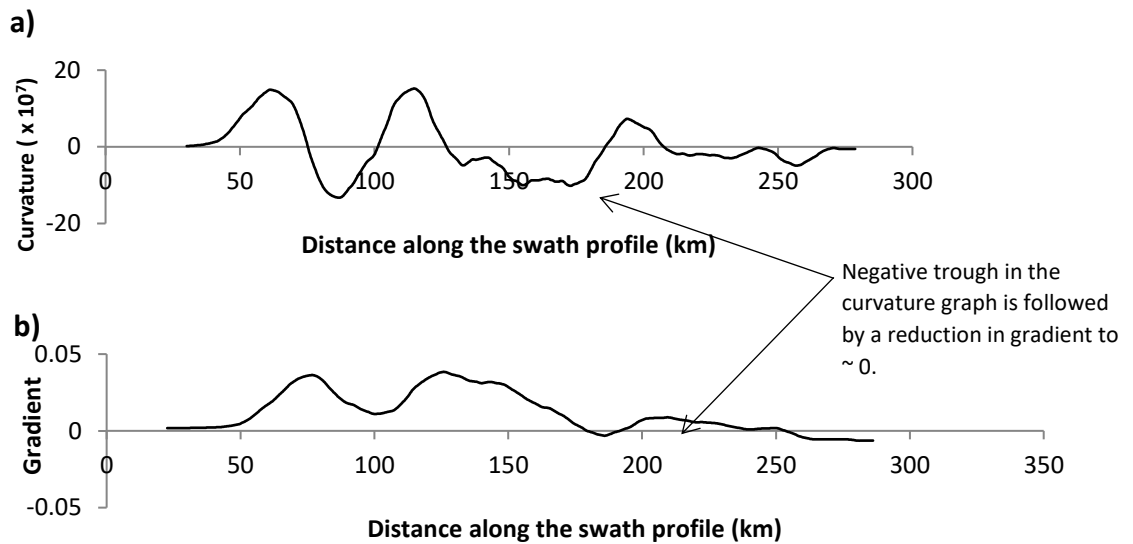 a)
20
0
-20
Curvature ( x 10⁷)
0 50 100 150 200 250 300
Distance along the swath profile (km)
Negative trough in the
curvature graph is followed
by a reduction in gradient to
~ 0.
b)
0.05
0
-0.05
Gradient
0 50 100 150 200 250 300 350
Distance along the swath profile (km)